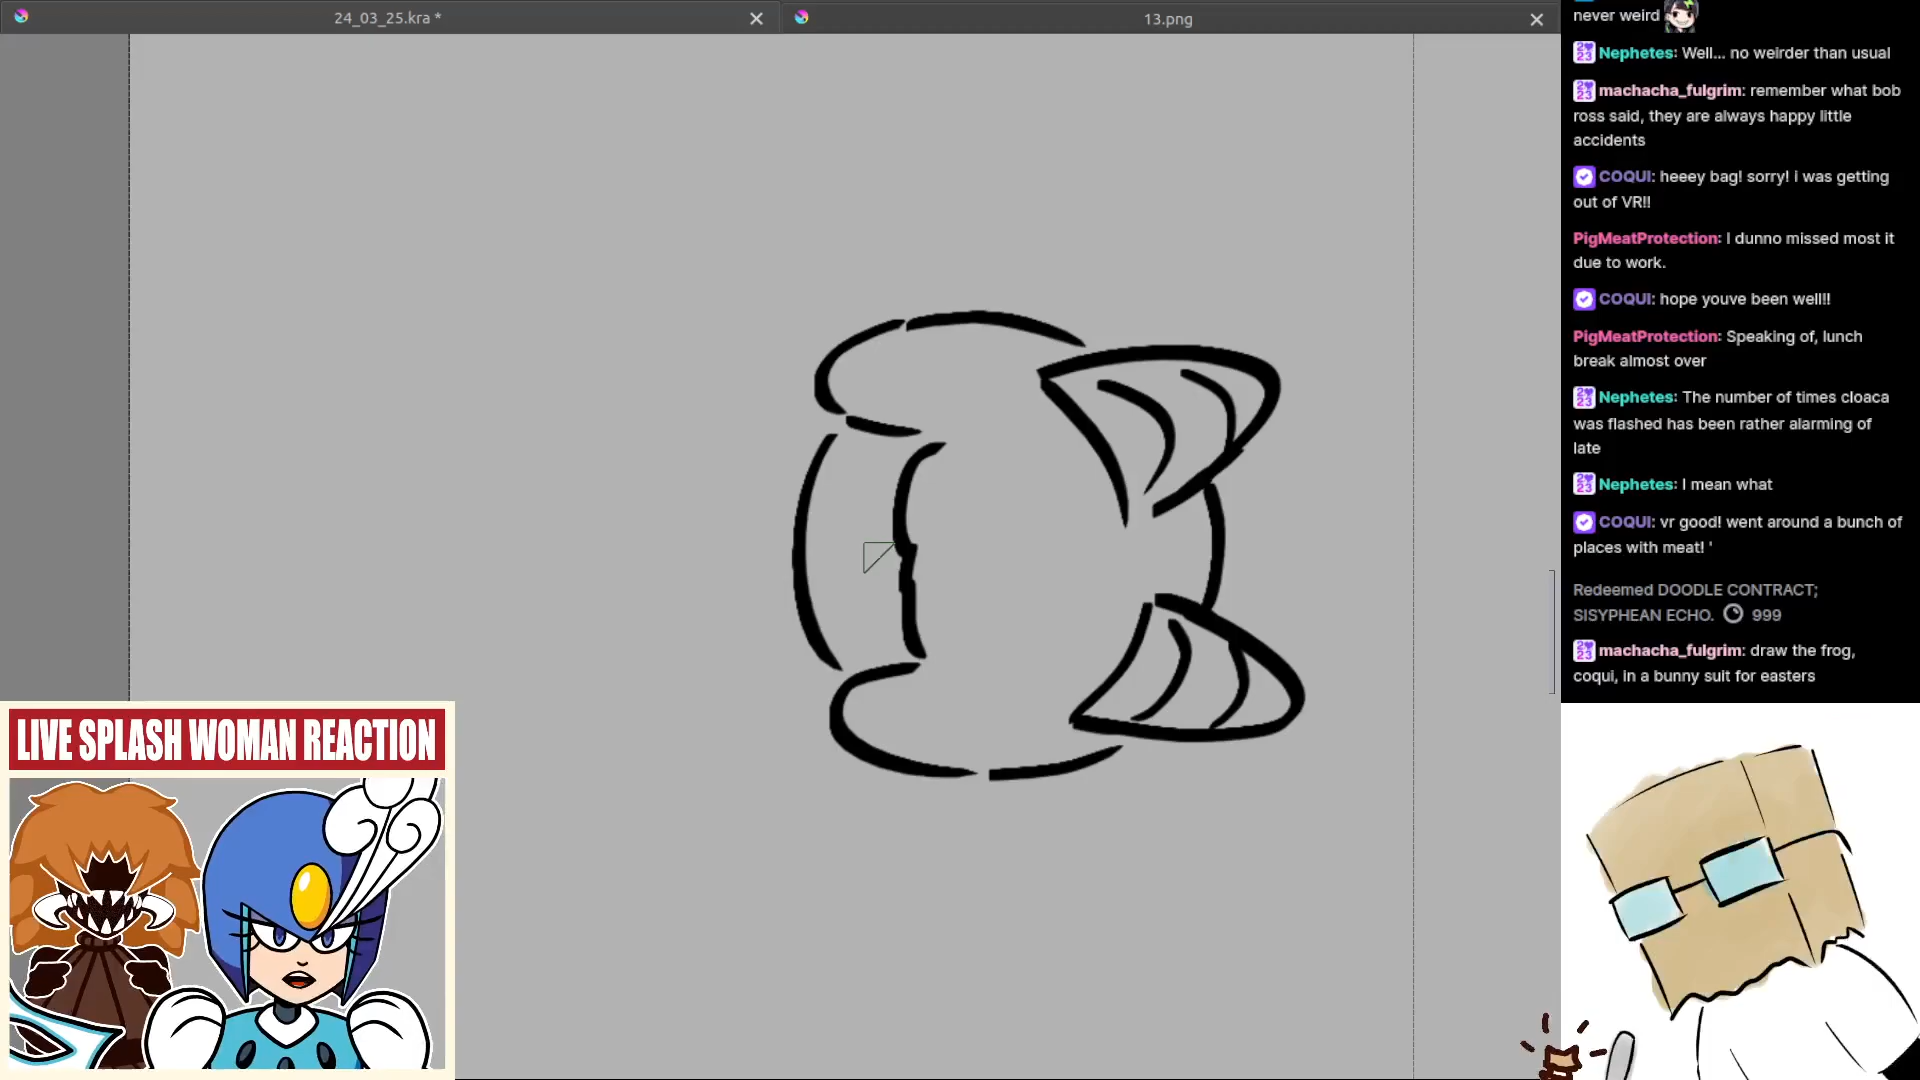 24_03_25.kra *
13.png
never weird
Nephetes: Well... no weirder than usual
machacha_fulgrim: remember what bob
ross said, they are always happy little
accidents
COQUI: heeey bag! sorry! i was getting
out of VR!!
PigMeatProtection: I dunno missed most it
due to work.
COQUI: hope youve been well!!
PigMeatProtection: Speaking of, lunch
break almost over
Nephetes: The number of times cloaca
was flashed has been rather alarming of
late
Nephetes: I mean what
COQUI: vr good! went around a bunch of
places with meat! '
Redeemed DOODLE CONTRACT;
SISYPHEAN ECHO. 999
machacha_fulgrim: draw the frog,
coqui, in a bunny suit for easters
LIVE SPLASH WOMAN REACTION